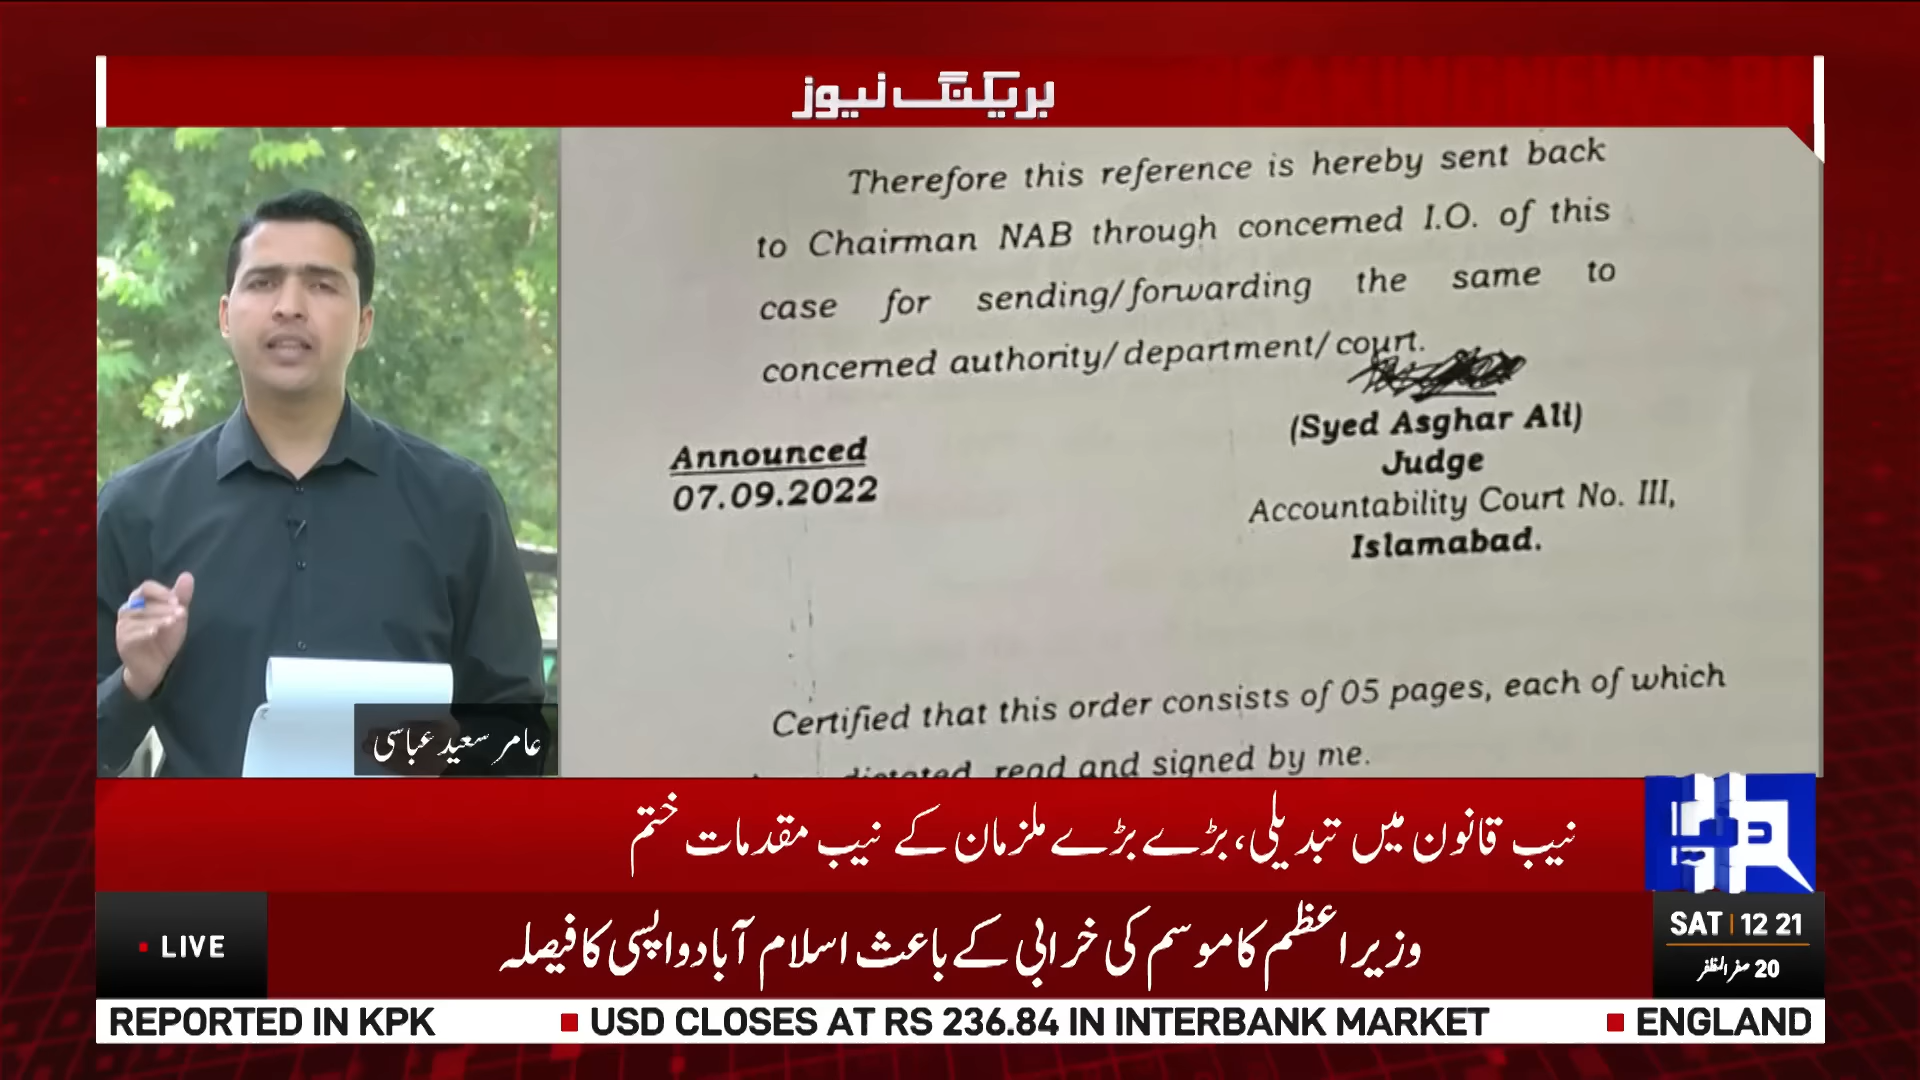 بریکنگ نیوز
Therefore this reference is hereby sent back
to Chairman NAB through concerned I.O. of this
case for sending/forwarding the same to
concerned authority/department/court.
(Syed Asghar Ali)
Judge
Accountability Court No. III,
Islamabad.
Announced
07.09.2022
Certified that this order consists of 05 pages, each of which
dictated, read and signed by me.
عامر سعید عباسی
نیب قانون میں تبدیلی، بڑے بڑے ملزمان کے نیب مقدمات ختم
وزیراعظم کا موسم کی خرابی کے باعث اسلام آباد واپسی کا فیصلہ
LIVE
SAT 12 21
20 صفر المظفر
REPORTED IN KPK
USD CLOSES AT RS 236.84 IN INTERBANK MARKET
ENGLAND